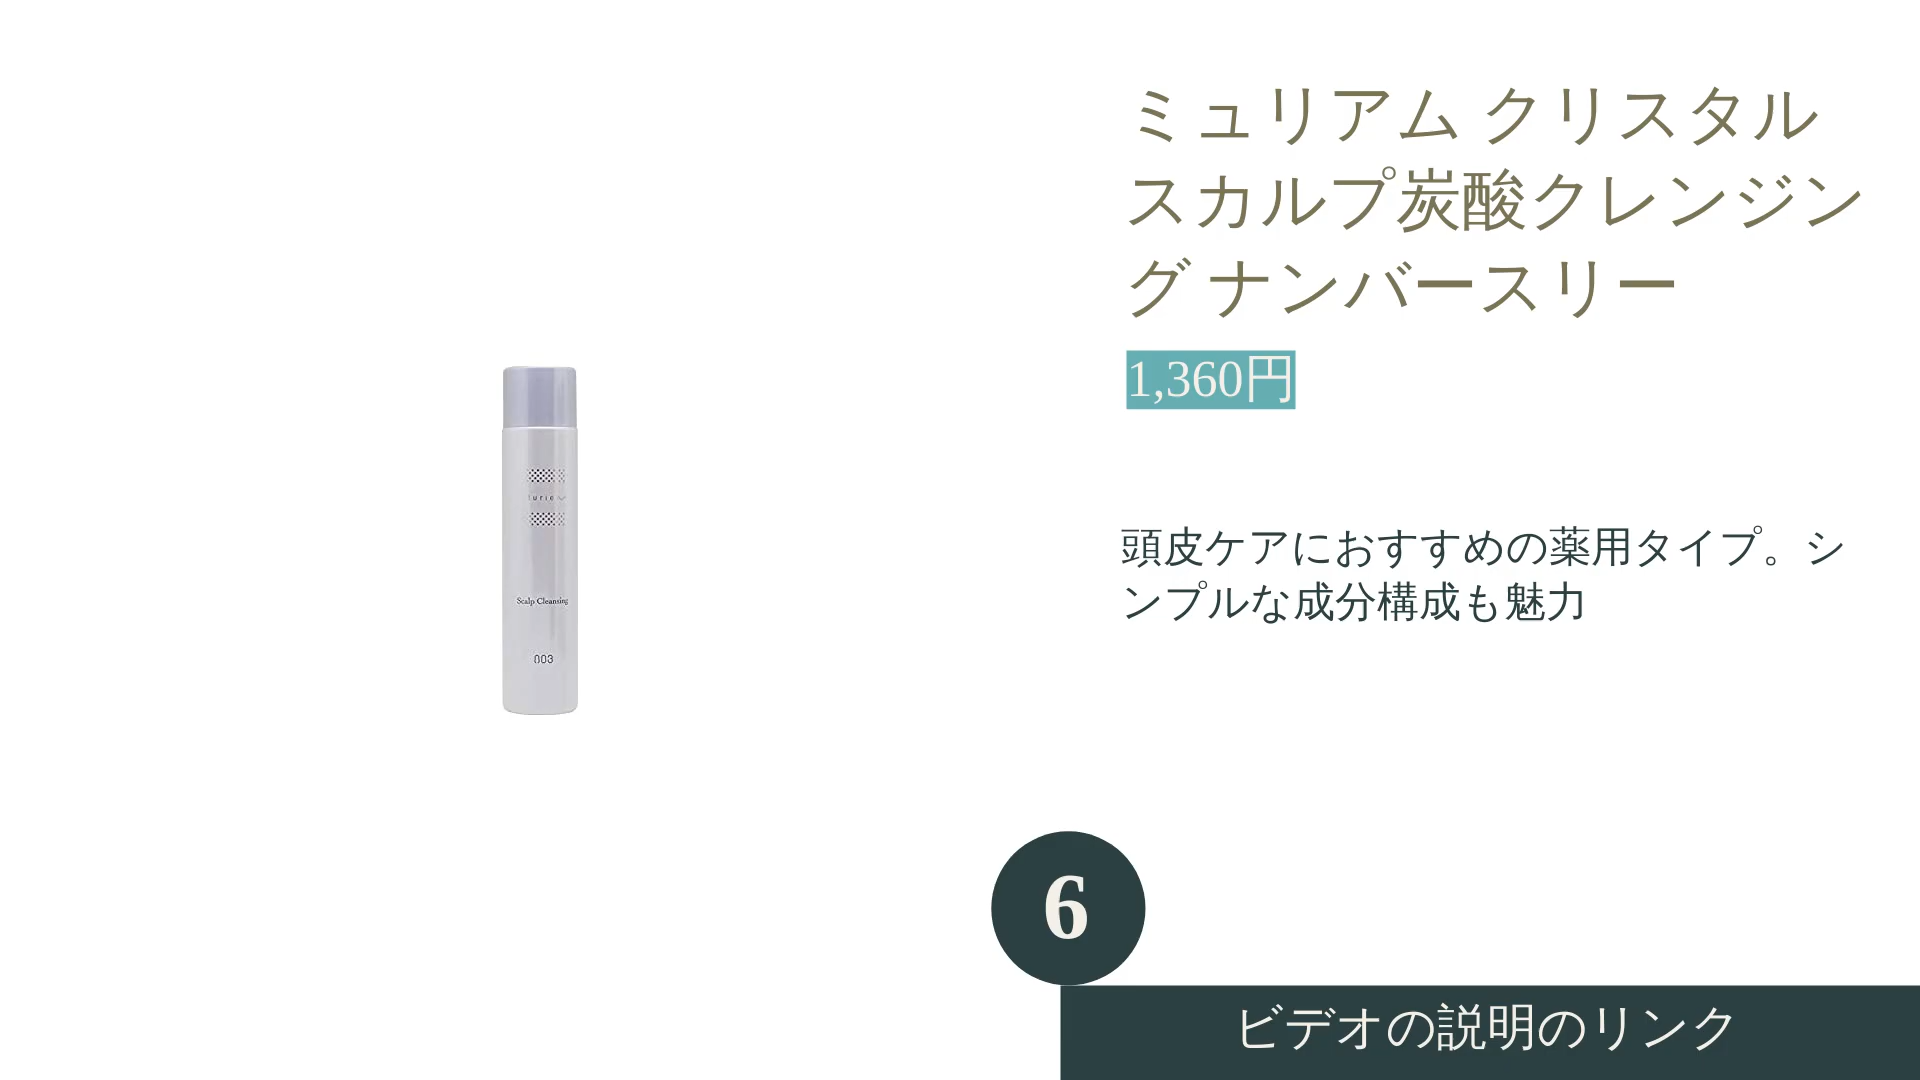 ミュリアム クリスタル
スカルプ炭酸クレンジン
グ ナンバースリー
1,360円
Scalp Cleansing
003
頭皮ケアにおすすめの薬用タイプ。シ
ンプルな成分構成も魅力
6
ビデオの説明のリンク